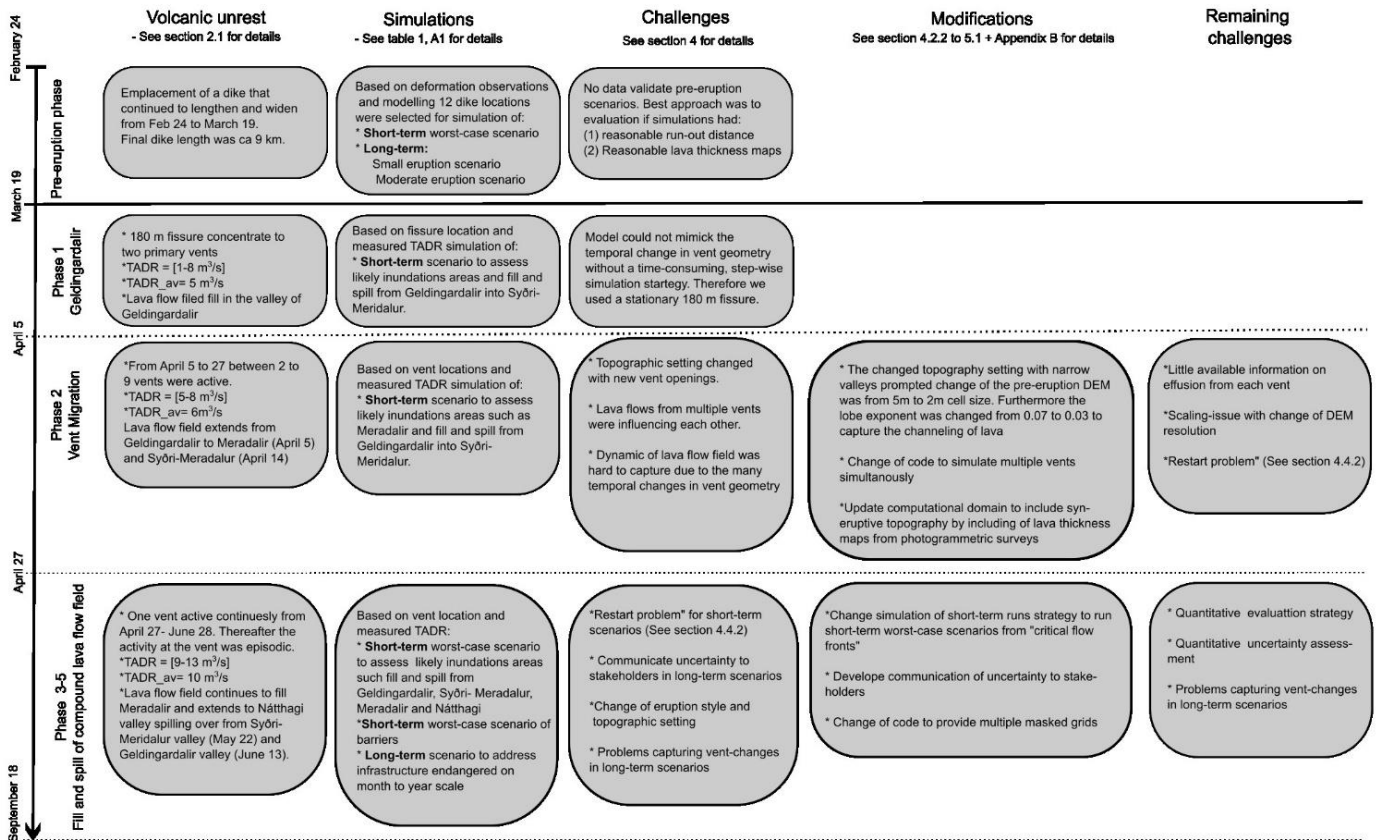 Volcanic unrest
- See section 2.1 for details
Simulations
- See table 1, A1 for details
Challenges
See section 4 for details
Modifications
See section 4.2.2 to 5.1 + Appendix B for details
Remaining
challenges
February 24
Pre-eruption phase
Emplacement of a dike that
continued to lengthen and widen
from Feb 24 to March 19.
Final dike length was ca 9 km.
Based on deformation observations
and modelling 12 dike locations
were selected for simulation of:
* Short-term worst-case scenario
* Long-term:
Small eruption scenario
Moderate eruption scenario
No data validate pre-eruption
scenarios. Best approach was to
evaluation if simulations had:
(1) reasonable run-out distance
(2) Reasonable lava thickness maps
March 19
Phase 1
Geldingardalir
* 180 m fissure concentrate to
two primary vents
*TADR = [1-8 m³/s]
*TADR_av= 5 m³/s
*Lava flow filed fill in the valley of
Geldingardalir
Based on fissure location and
measured TADR simulation of:
* Short-term scenario to assess
likely inundations areas and fill and
spill from Geldingardalir into Syðri-
Meridalur.
Model could not mimick the
temporal change in vent geometry
without a time-consuming, step-wise
simulation startegy. Therefore we
used a stationary 180 m fissure.
April 5
Phase 2
Vent Migration
*From April 5 to 27 between 2 to
9 vents were active.
*TADR = [5-8 m³/s]
*TADR_av= 6m³/s
Lava flow field extends from
Geldingardalir to Meradalir (April 5)
and Syðri-Meradalur (April 14)
Based on vent locations and
measured TADR simulation of:
* Short-term scenario to assess
likely inundations areas such as
Meradalir and fill and spill from
Geldingardalir into Syðri-
Meridalur.
*Topographic setting changed
with new vent openings.
* Lava flows from multiple vents
were influencing each other.
* Dynamic of lava flow field was
hard to capture due to the many
temporal changes in vent geometry
* The changed topography setting with narrow
valleys prompted change of the pre-eruption DEM
was from 5m to 2m cell size. Furthermore the
lobe exponent was changed from 0.07 to 0.03 to
capture the channeling of lava
* Change of code to simulate multiple vents
simultanously
*Update computational domain to include syn-
eruptive topography by including of lava thickness
maps from photogrammetric surveys
*Little available information on
effusion from each vent
*Scaling-issue with change of DEM
resolution
*Restart problem" (See section 4.4.2)
April 27
Phase 3-5
Fill and spill of compound lava flow field
* One vent active continuesly from
April 27- June 28. Thereafter the
activity at the vent was episodic.
*TADR = [9-13 m³/s]
*TADR_av= 10 m³/s
*Lava flow field continues to fill
Meradalir and extends to Nátthagi
valley spilling over from Syðri-
Meridalur valley (May 22) and
Geldingardalir valley (June 13).
Based on vent location and
measured TADR:
* Short-term worst-case scenario
to assess likely inundations areas
such fill and spill from
Geldingardalir, Syðri- Meradalur,
Meradalir and Nátthagi
*Short-term worst-case scenario of
barriers
* Long-term scenario to address
infrastructure endangered on
month to year scale
*Restart problem" for short-term
scenarios (See section 4.4.2)
* Communicate uncertainty to
stakeholders in long-term scenarios
*Change of eruption style and
topographic setting
* Problems capturing vent-changes
in long-term scenarios
*Change simulation of short-term runs strategy to run
short-term worst-case scenarios from "critical flow
fronts"
* Develope communication of uncertainty to stake-
holders
* Change of code to provide multiple masked grids
* Quantitative evaluattion strategy
* Quantitative uncertainty assess-
ment
* Problems capturing vent-changes
in long-term scenarios
September 18